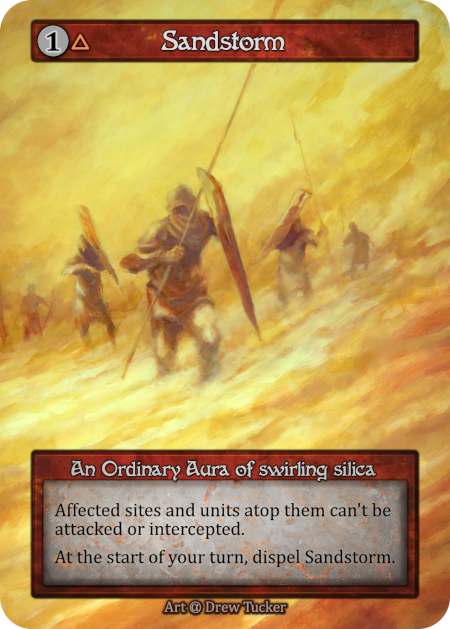 1 Sandstorm
An Ordinary Aura of swirling silica
Affected sites and units atop them can't be
attacked or intercepted.
At the start of your turn, dispel Sandstorm.
Art @ Drew Tucker